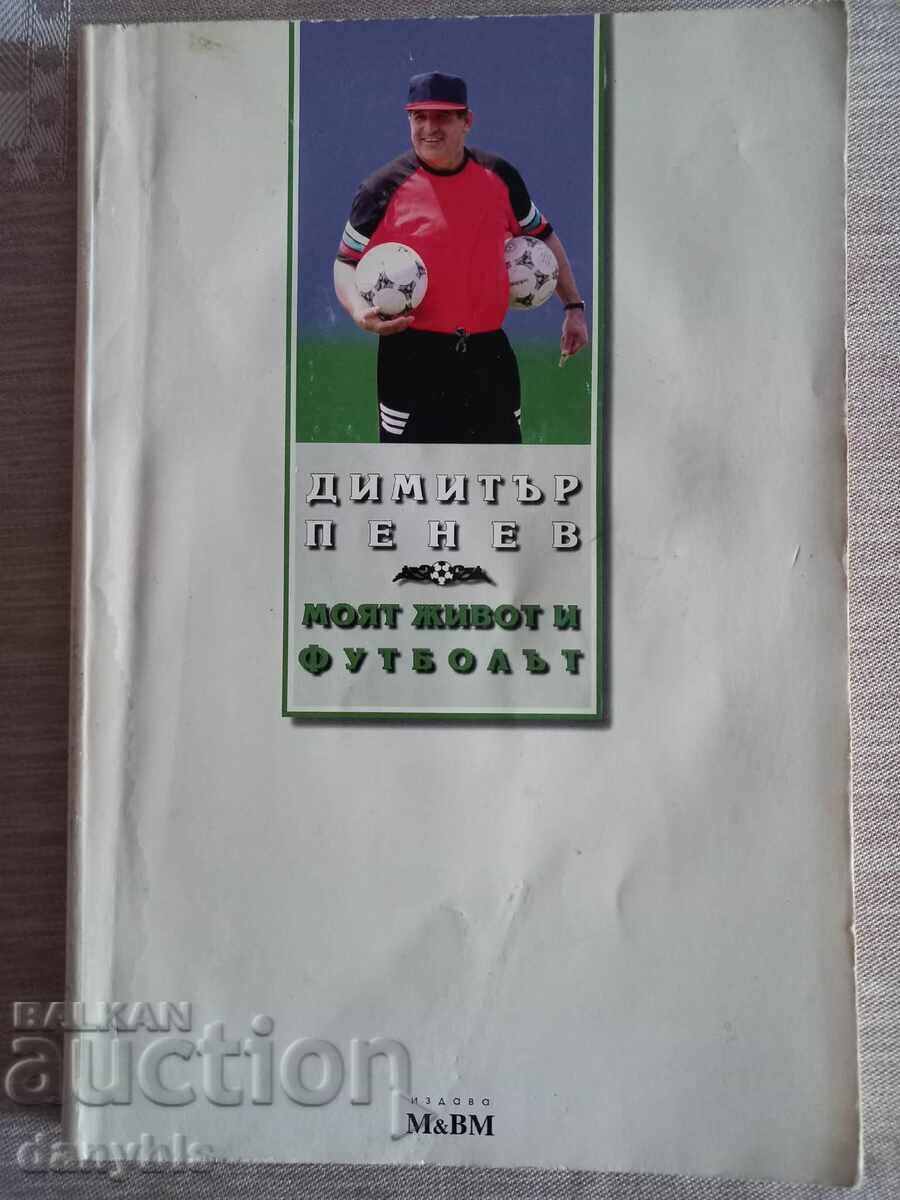 ДИМИТЪР
ПЕНЕВ
МОЯТ ЖИВОТ И
ФУТБОЛЪТ
издава
M&BM
BALKAN
auction
danybls